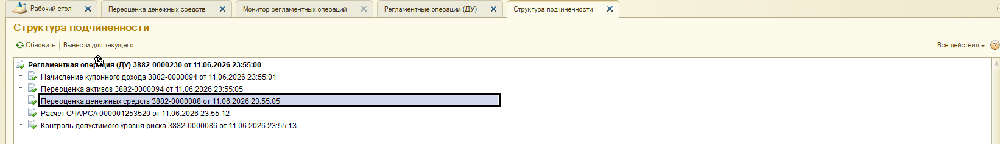 Рабочий стол Переоценка денежных средств Монитор регламентных операций Регламентные операции (ДУ) Структура подчиненности
Структура подчиненности
Обновить Вывести для текущего Все действия ?
Регламентная операция (ДУ) 3882-0000230 от 11.06.2026 23:55:00
Начисление купонного дохода 3882-0000094 от 11.06.2026 23:55:01
Переоценка активов 3882-0000094 от 11.06.2026 23:55:05
Переоценка денежных средств 3882-0000088 от 11.06.2026 23:55:05
Расчет СЧА/РСА 000001253520 от 11.06.2026 23:55:12
Контроль допустимого уровня риска 3882-0000086 от 11.06.2026 23:55:13